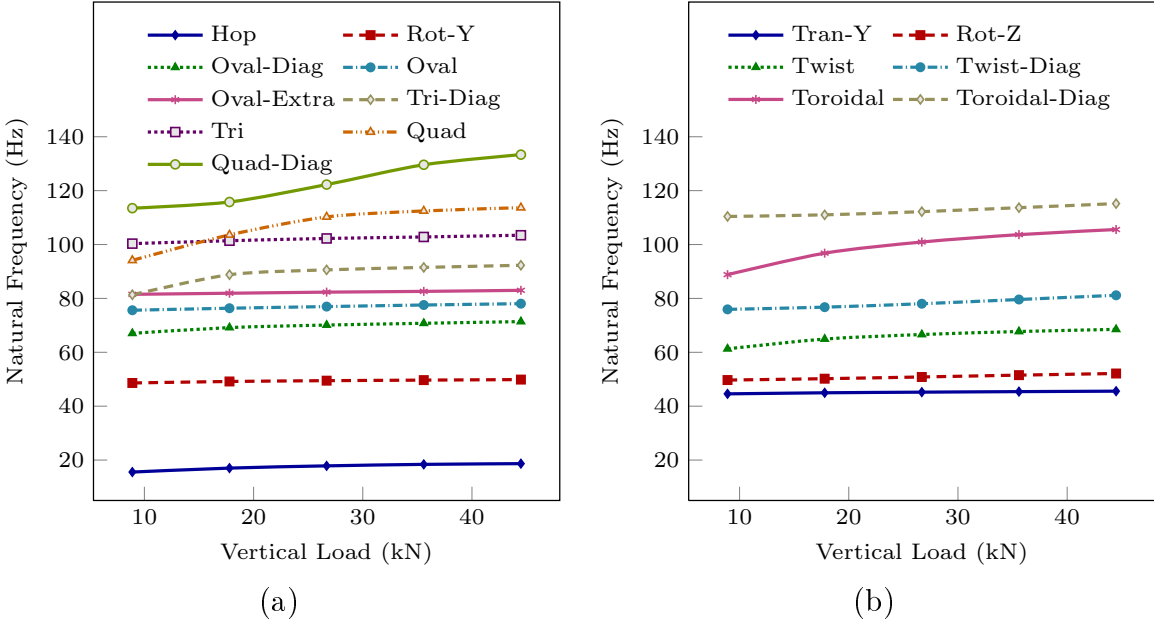 Hop Rot-Y
Oval-Diag Oval
Oval-Extra Tri-Diag
Tri Quad
Quad-Diag
Natural Frequency (Hz)
140
120
100
80
60
40
20
10 20 30 40
Vertical Load (kN)
(a)
Tran-Y Rot-Z
Twist Twist-Diag
Toroidal Toroidal-Diag
Natural Frequency (Hz)
140
120
100
80
60
40
20
10 20 30 40
Vertical Load (kN)
(b)